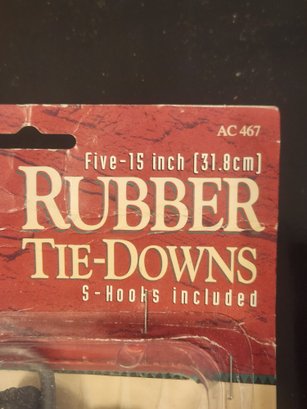 AC 467
Five-15 inch (31.8cm)
RUBBER
TIE-DOWNS
S-Hooks included